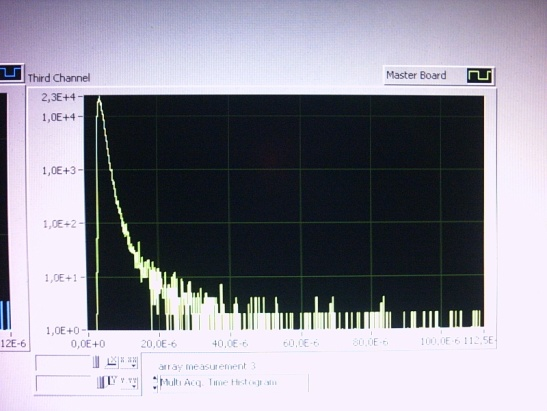 Third Channel
Master Board
2,3E+4
1,0E+4
1,0E+3
1,0E+2
1,0E+1
1,0E+0
0,0E+0 20,0E-6 40,0E-6 60,0E-6 80,0E-6 100,0E-6 112,5E-
12E-6
array measurement 3
Multi Acq. Time Histogram